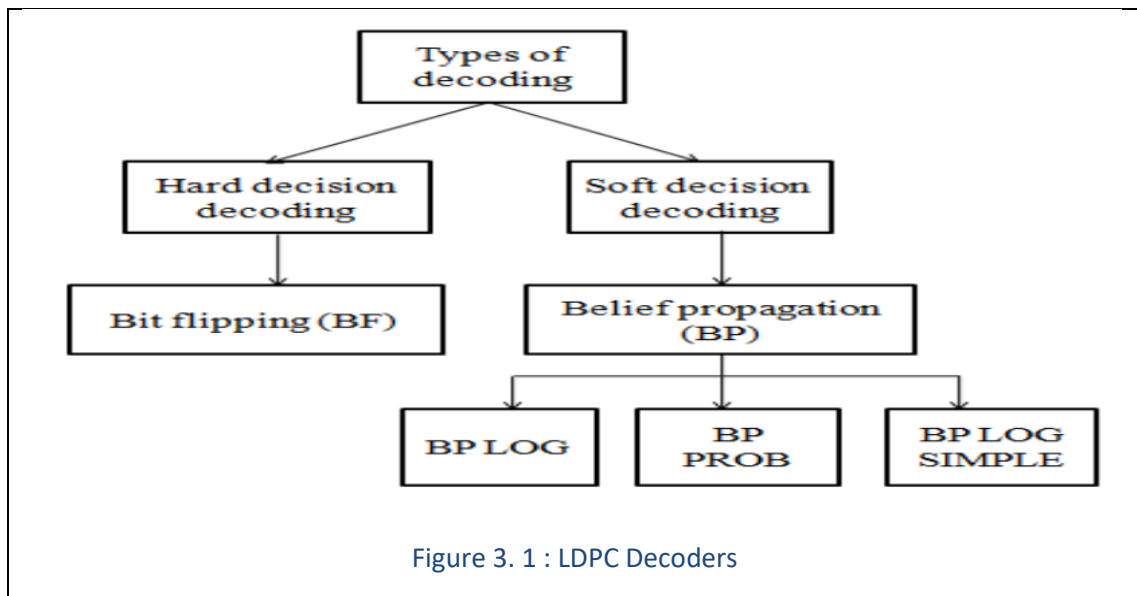 Types of
decoding
Hard decision
decoding
Soft decision
decoding
Bit flipping (BF)
Belief propagation
(BP)
BP LOG
BP
PROB
BP LOG
SIMPLE
Figure 3. 1 : LDPC Decoders